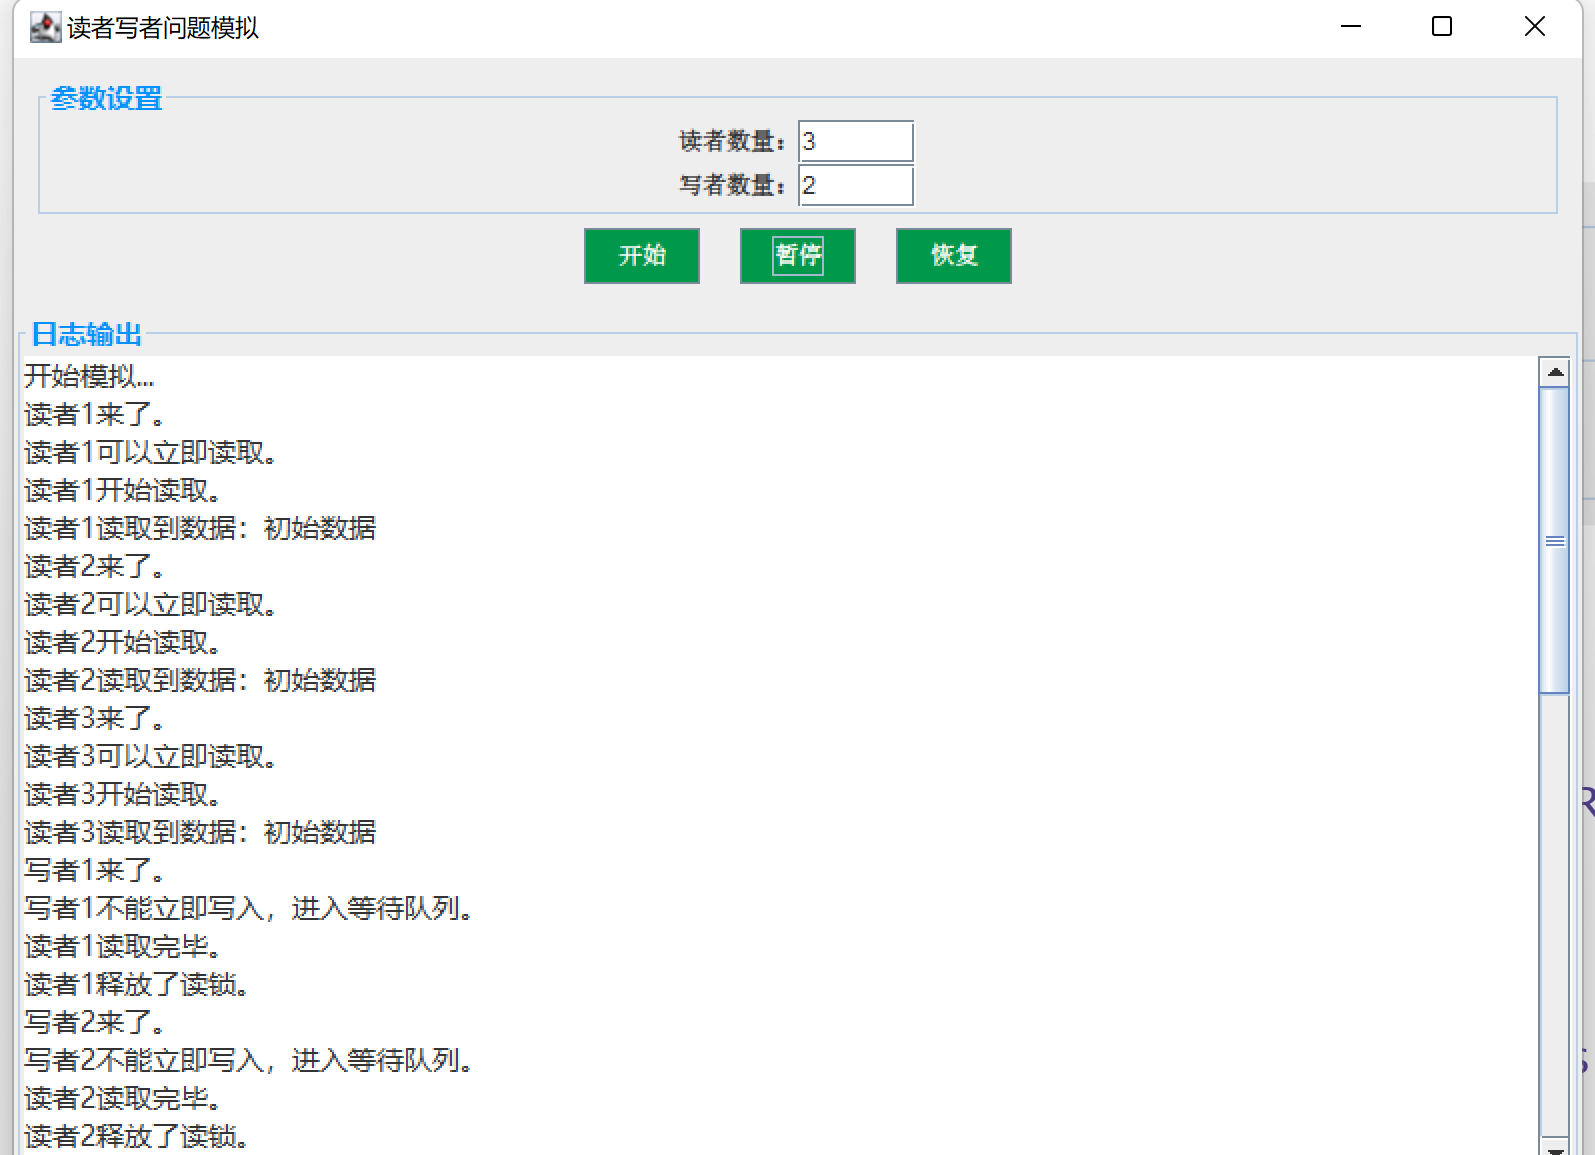 读者写者问题模拟
参数设置
读者数量： 3
写者数量： 2
开始 暂停 恢复
日志输出
开始模拟...
读者1来了。
读者1可以立即读取。
读者1开始读取。
读者1读取到数据：初始数据
读者2来了。
读者2可以立即读取。
读者2开始读取。
读者2读取到数据：初始数据
读者3来了。
读者3可以立即读取。
读者3开始读取。
读者3读取到数据：初始数据
写者1来了。
写者1不能立即写入，进入等待队列。
读者1读取完毕。
读者1释放了读锁。
写者2来了。
写者2不能立即写入，进入等待队列。
读者2读取完毕。
读者2释放了读锁。